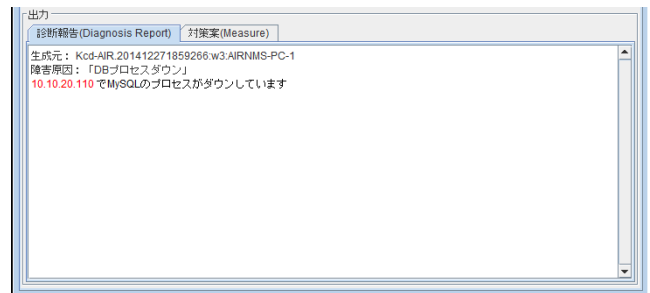 出力
診断報告(Diagnosis Report) 対策案(Measure)
生成元： Kcd-AIR.201412271859266:w3:AIRNMS-PC-1
障害原因：「DBプロセスダウン」
10.10.20.110 でMySQLのプロセスがダウンしています